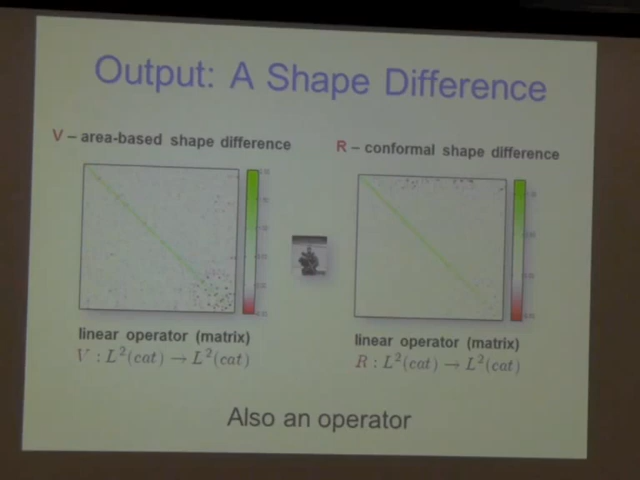 Output: A Shape Difference
V – area-based shape difference
R – conformal shape difference
linear operator (matrix)
V : L²(cat) → L²(cat)
linear operator (matrix)
R : L²(cat) → L²(cat)
Also an operator